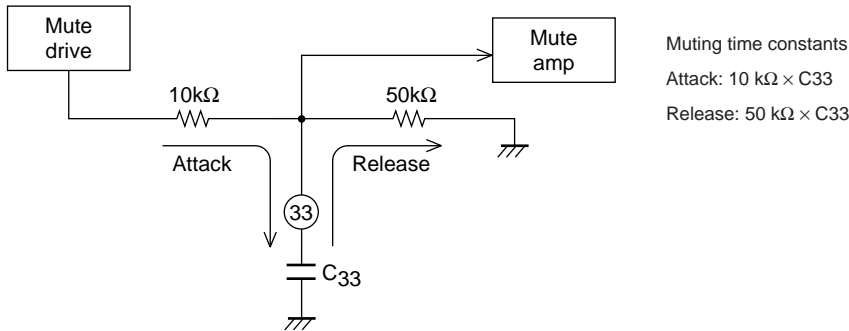 Mute
drive
Mute
amp
Muting time constants
Attack: 10 kΩ × C33
Release: 50 kΩ × C33
10kΩ
50kΩ
Attack
Release
33
C33